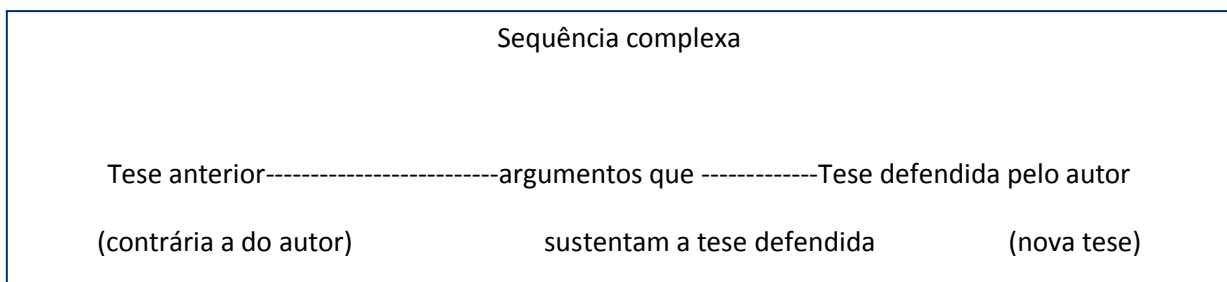 Sequência complexa
Tese anterior--------------------------argumentos que -------------Tese defendida pelo autor
(contrária a do autor) sustentam a tese defendida (nova tese)